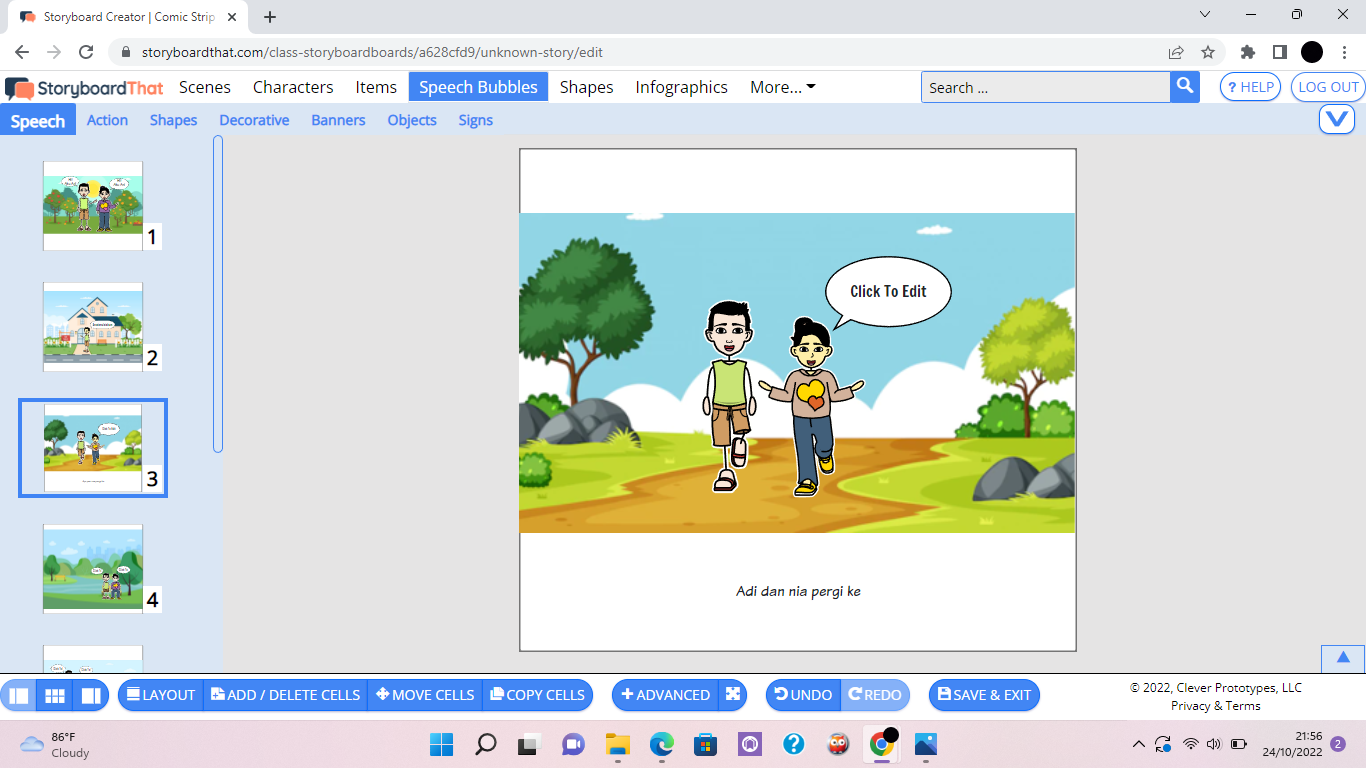 Storyboard Creator | Comic Strip
storyboardthat.com/class-storyboardboards/a628cfd9/unknown-story/edit
StoryboardThat Scenes Characters Items Speech Bubbles Shapes Infographics More... Search ... ? HELP LOG OUT
Speech Action Shapes Decorative Banners Objects Signs
1
2
3
4
Click To Edit
Adi dan nia pergi ke
LAYOUT ADD / DELETE CELLS MOVE CELLS COPY CELLS ADVANCED UNDO REDO SAVE & EXIT
© 2022, Clever Prototypes, LLC
Privacy & Terms
86°F
Cloudy
21:56
24/10/2022
2